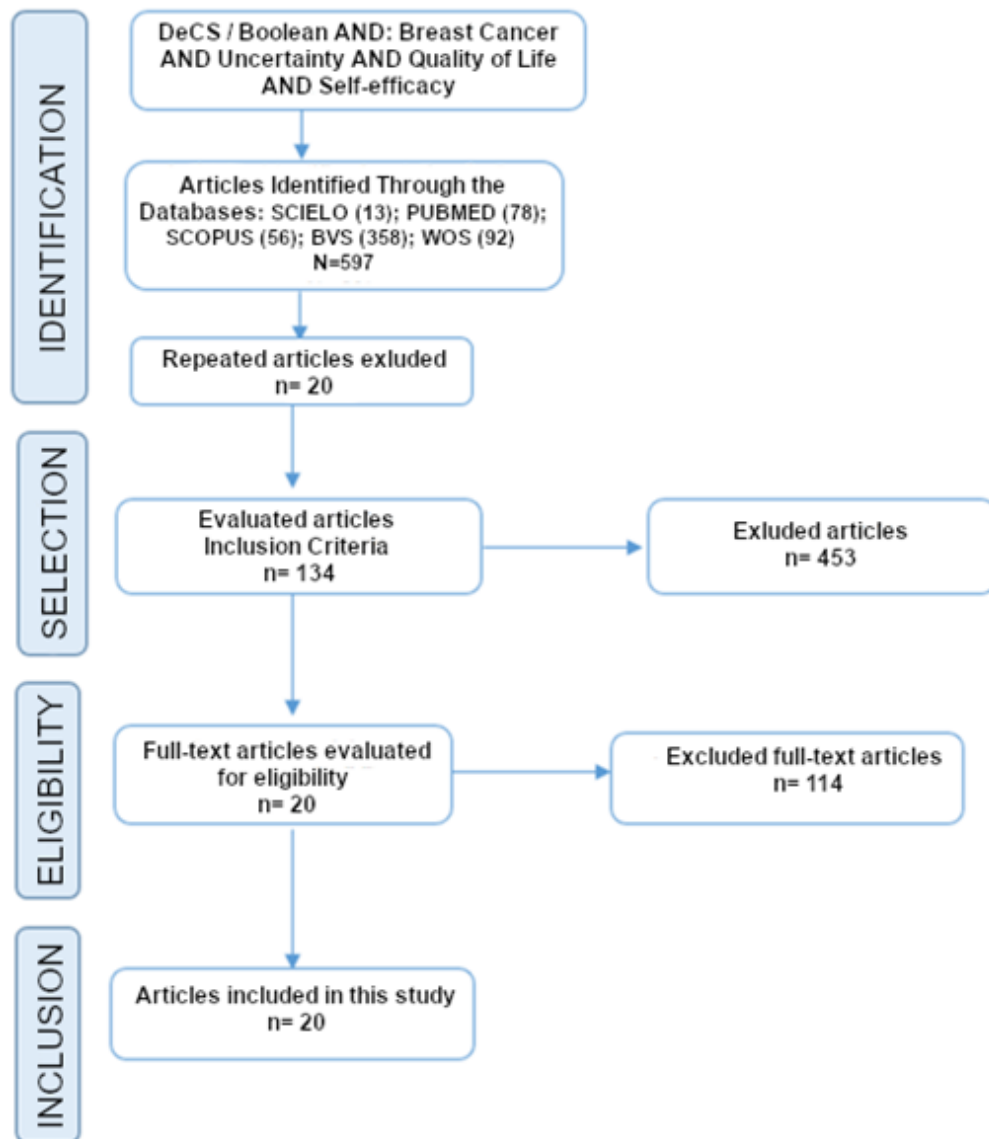 IDENTIFICATION
DeCS / Boolean AND: Breast Cancer
AND Uncertainty AND Quality of Life
AND Self-efficacy
Articles Identified Through the
Databases: SCIELO (13); PUBMED (78);
SCOPUS (56); BVS (358); WOS (92)
N=597
Repeated articles exluded
n= 20
SELECTION
Evaluated articles
Inclusion Criteria
n= 134
Exluded articles
n= 453
ELIGIBILITY
Full-text articles evaluated
for eligibility
n= 20
Excluded full-text articles
n= 114
INCLUSION
Articles included in this study
n= 20